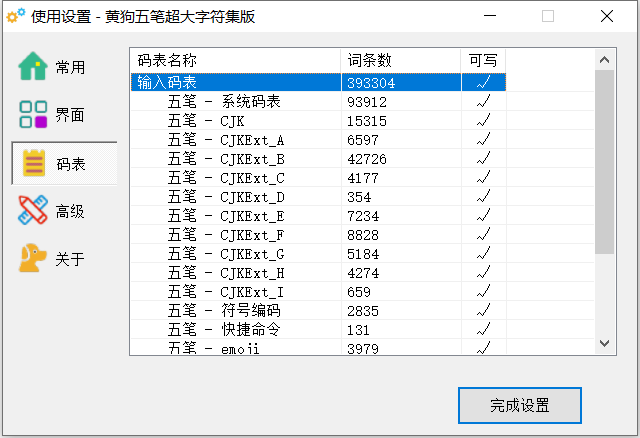 使用设置 - 黄狗五笔超大字符集版
常用
界面
码表
高级
关于
码表名称 词条数 可写
输入码表 393304 ✓
五笔 - 系统码表 93912 ✓
五笔 - CJK 15315 ✓
五笔 - CJKExt_A 6597 ✓
五笔 - CJKExt_B 42726 ✓
五笔 - CJKExt_C 4177 ✓
五笔 - CJKExt_D 354 ✓
五笔 - CJKExt_E 7234 ✓
五笔 - CJKExt_F 8828 ✓
五笔 - CJKExt_G 5184 ✓
五笔 - CJKExt_H 4274 ✓
五笔 - CJKExt_I 659 ✓
五笔 - 符号编码 2835 ✓
五笔 - 快捷命令 131 ✓
五笔 - emoji 3979 ✓
完成设置